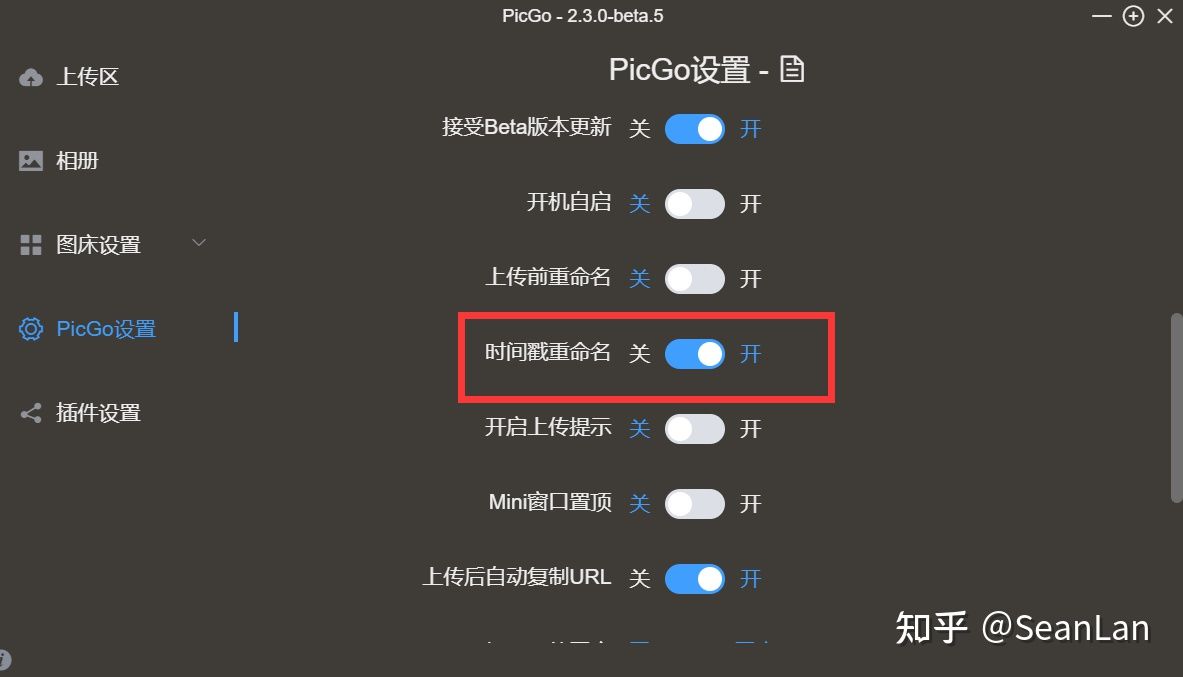 PicGo - 2.3.0-beta.5
上传区
相册
图床设置
PicGo设置
插件设置
PicGo设置 -
接受Beta版本更新 关 开
开机自启 关 开
上传前重命名 关 开
时间戳重命名 关 开
开启上传提示 关 开
Mini窗口置顶 关 开
上传后自动复制URL 关 开
知乎 @SeanLan